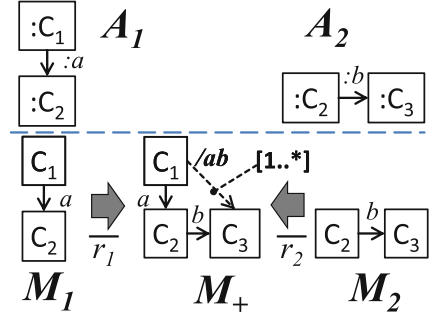 :C1 A1 A2
:a :b
:C2 :C2 :C3
C1 C1 /ab [1..*]
a a b b
C2 C2 C3 C2 C3
r1 r2
M1 M+ M2